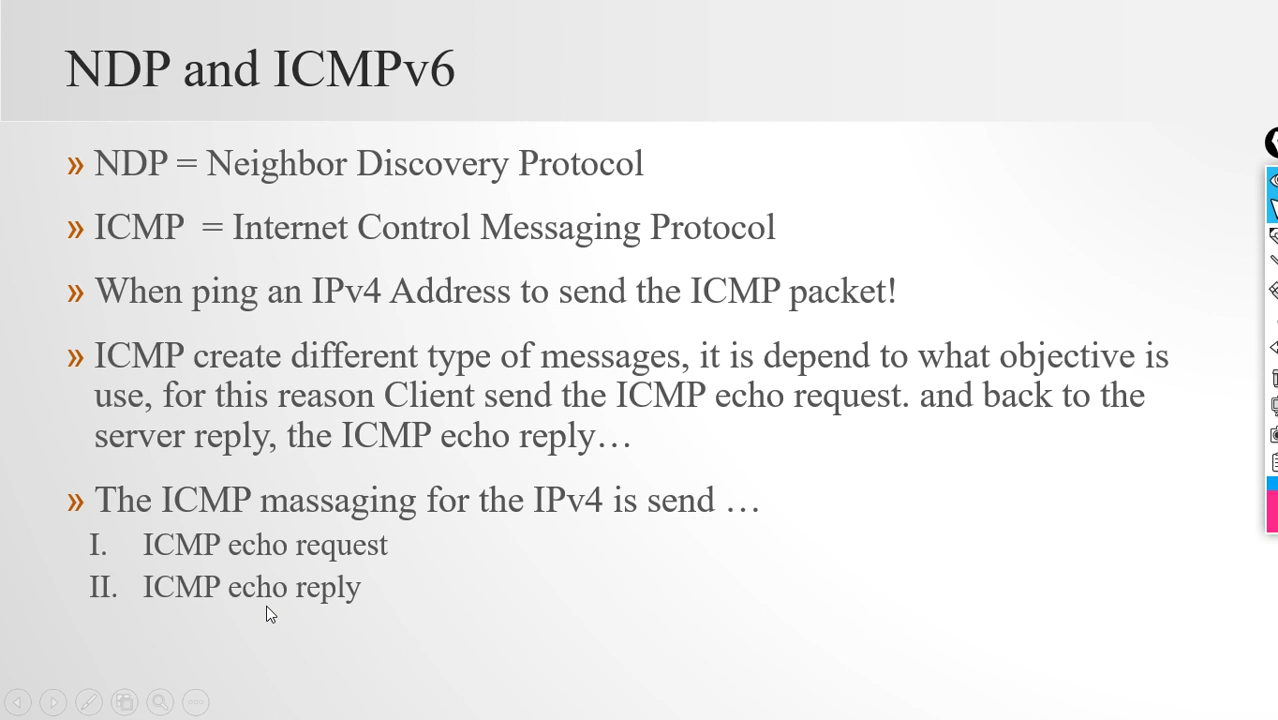 NDP and ICMPv6
» NDP = Neighbor Discovery Protocol
» ICMP = Internet Control Messaging Protocol
» When ping an IPv4 Address to send the ICMP packet!
» ICMP create different type of messages, it is depend to what objective is
use, for this reason Client send the ICMP echo request. and back to the
server reply, the ICMP echo reply…
» The ICMP massaging for the IPv4 is send …
I. ICMP echo request
II. ICMP echo reply